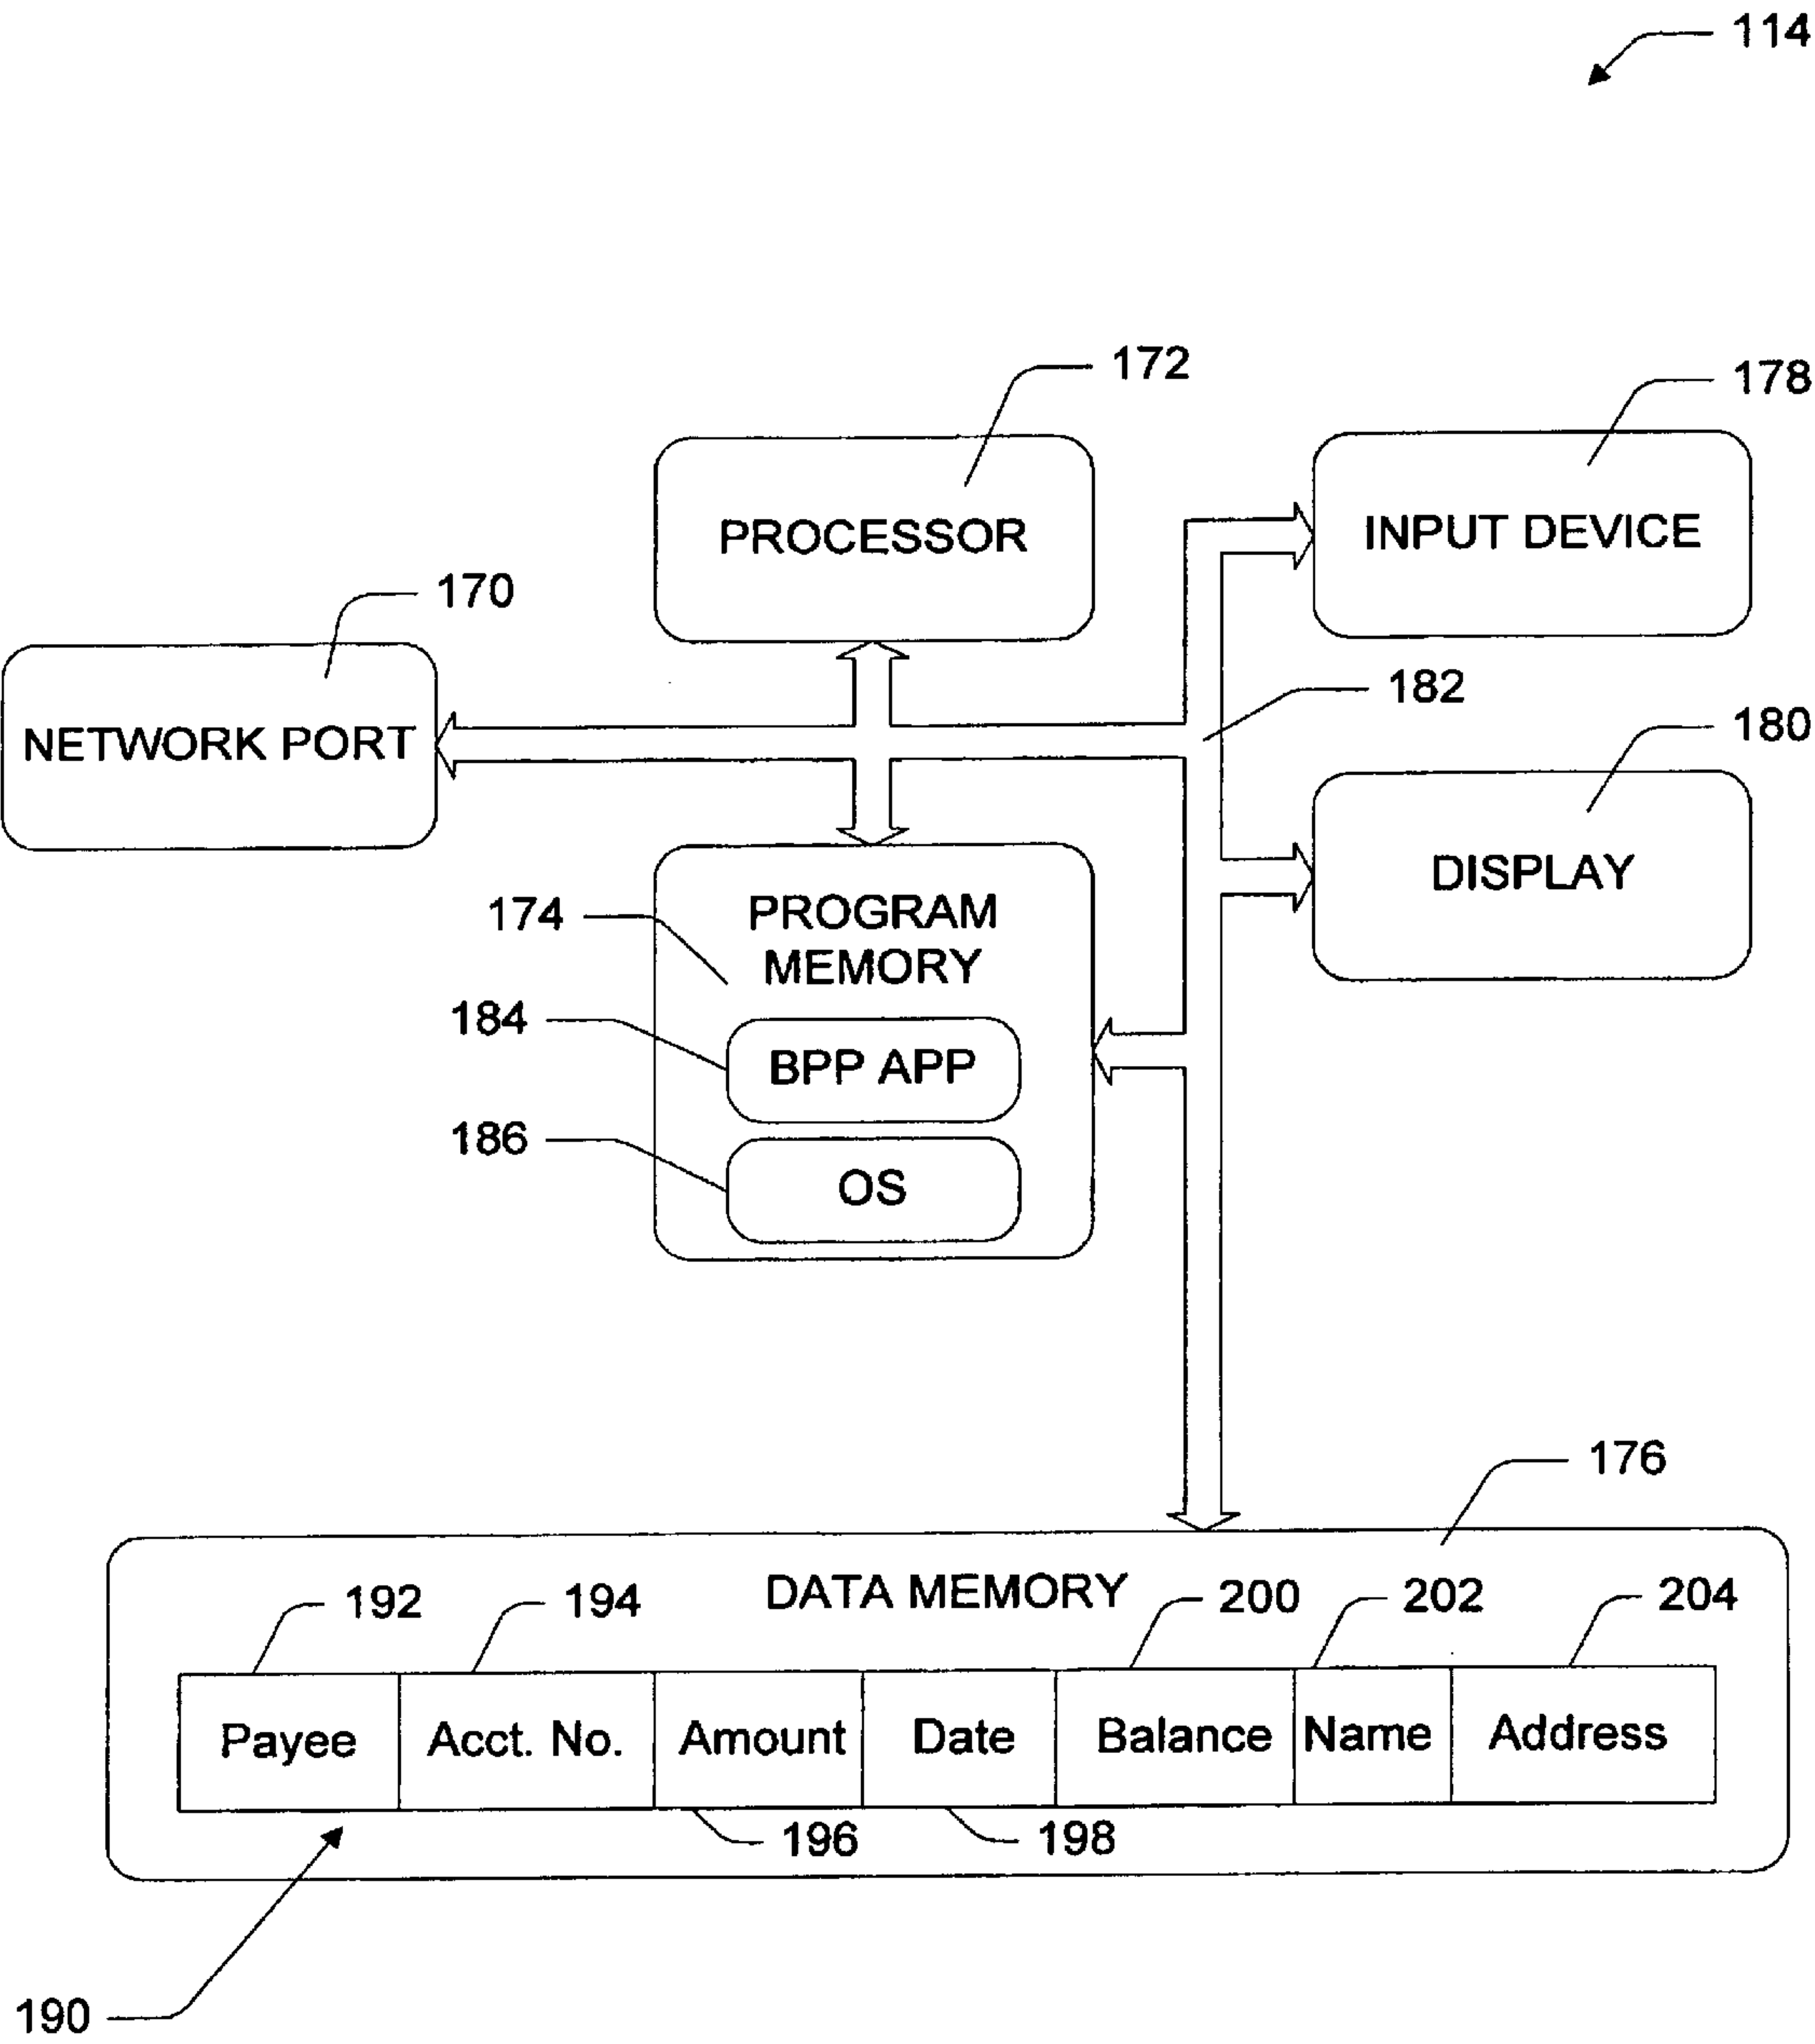 114
172
178
PROCESSOR
INPUT DEVICE
170
182
NETWORK PORT
180
174
PROGRAM
MEMORY
DISPLAY
184
BPP APP
186
OS
176
DATA MEMORY
192
194
200
202
204
Payee
Acct. No.
Amount
Date
Balance
Name
Address
196
198
190